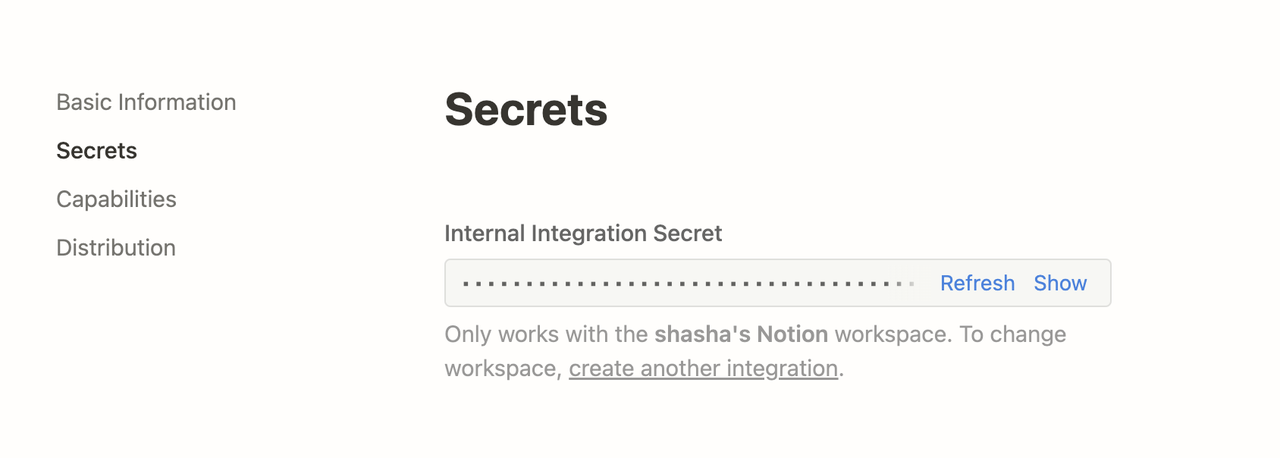 Basic Information
Secrets
Capabilities
Distribution
Secrets
Internal Integration Secret
Refresh Show
Only works with the shasha's Notion workspace. To change
workspace, create another integration.